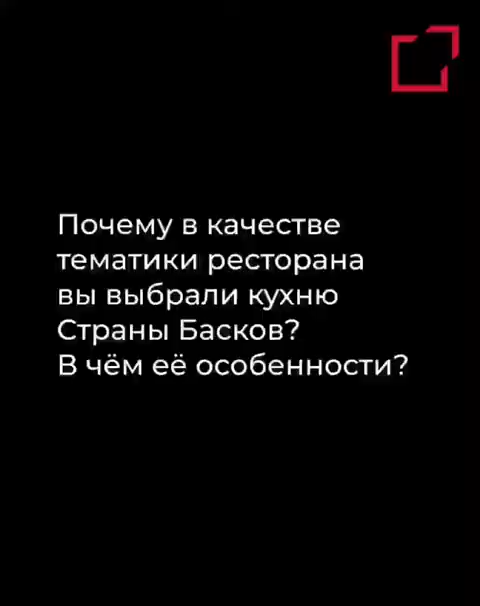 Почему в качестве
тематики ресторана
вы выбрали кухню
Страны Басков?
В чём её особенности?